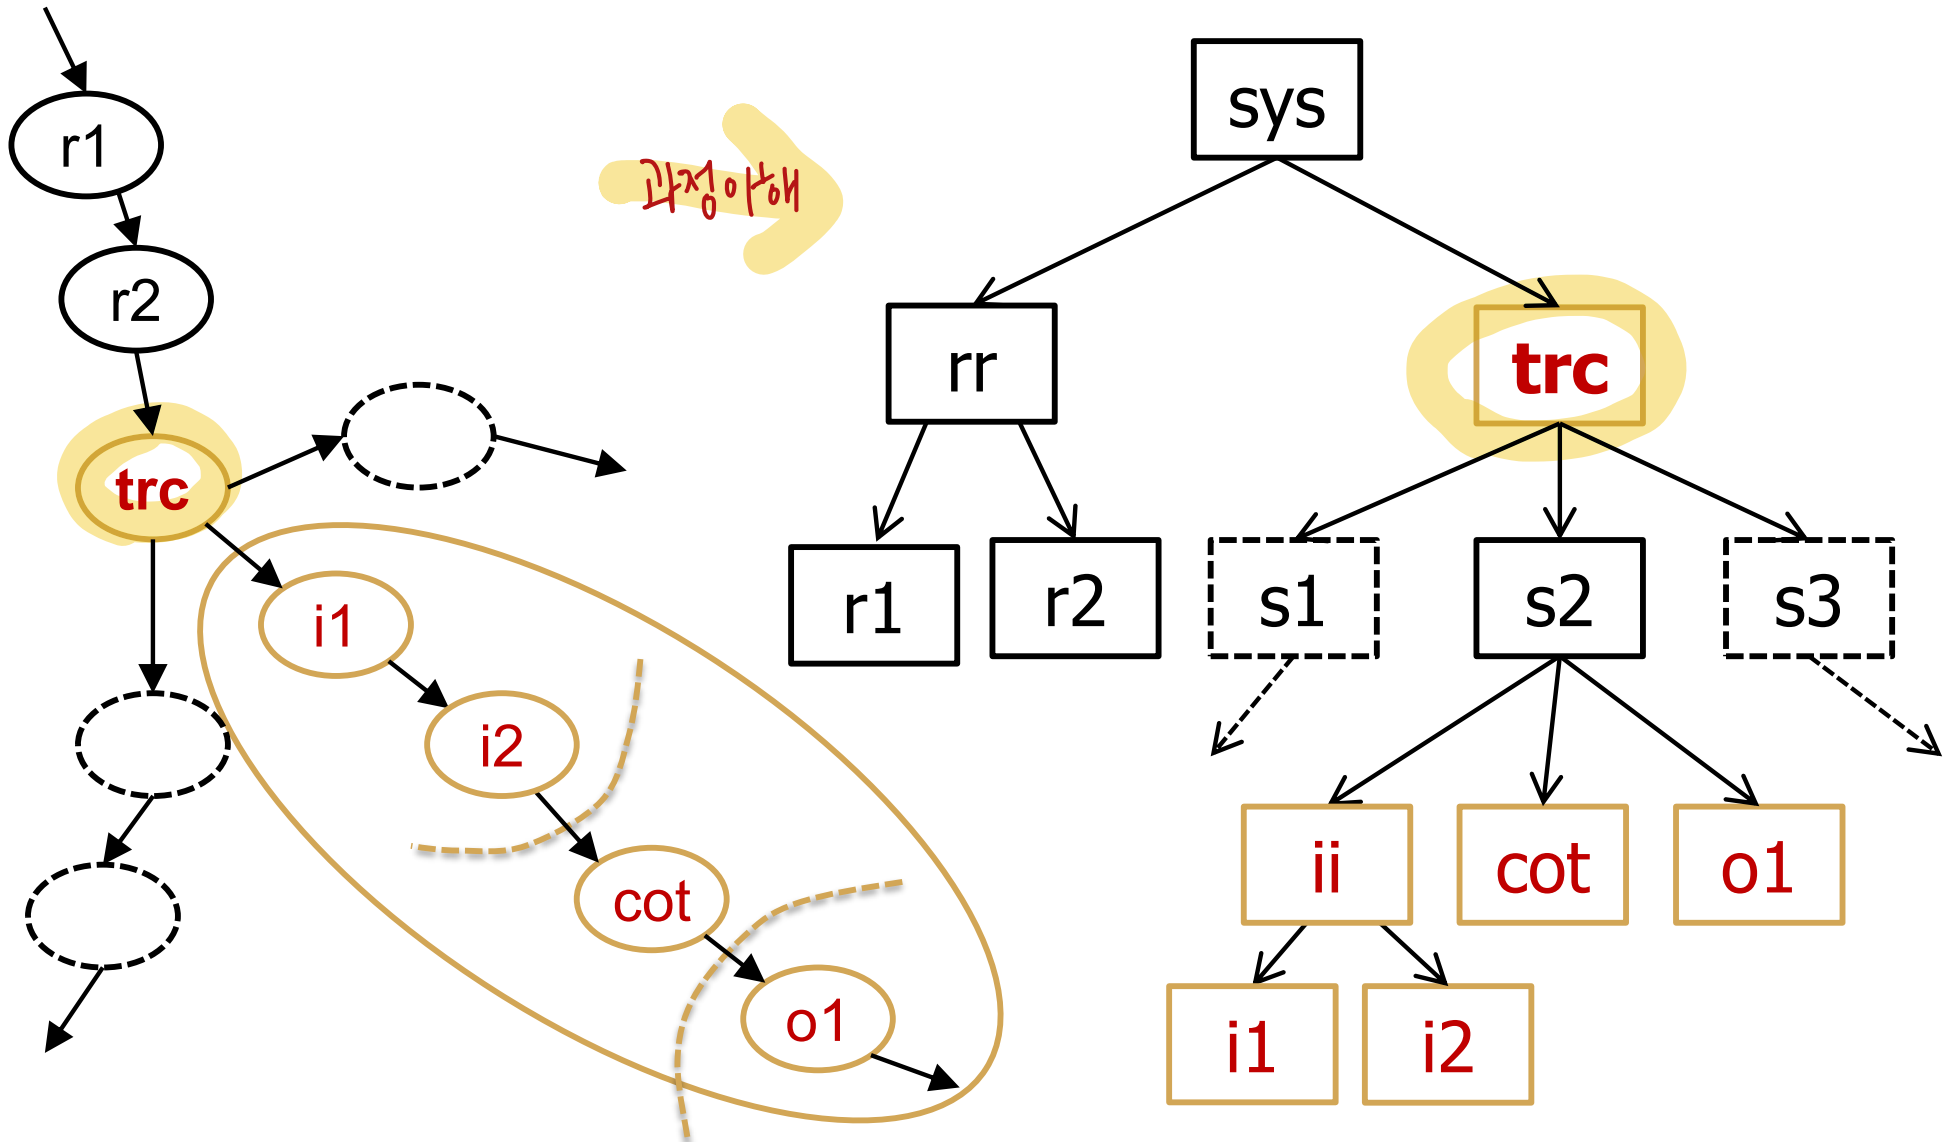 r1
r2
trc
i1
i2
cot
o1
과정이해
sys
rr
trc
r1
r2
s1
s2
s3
ii
cot
o1
i1
i2